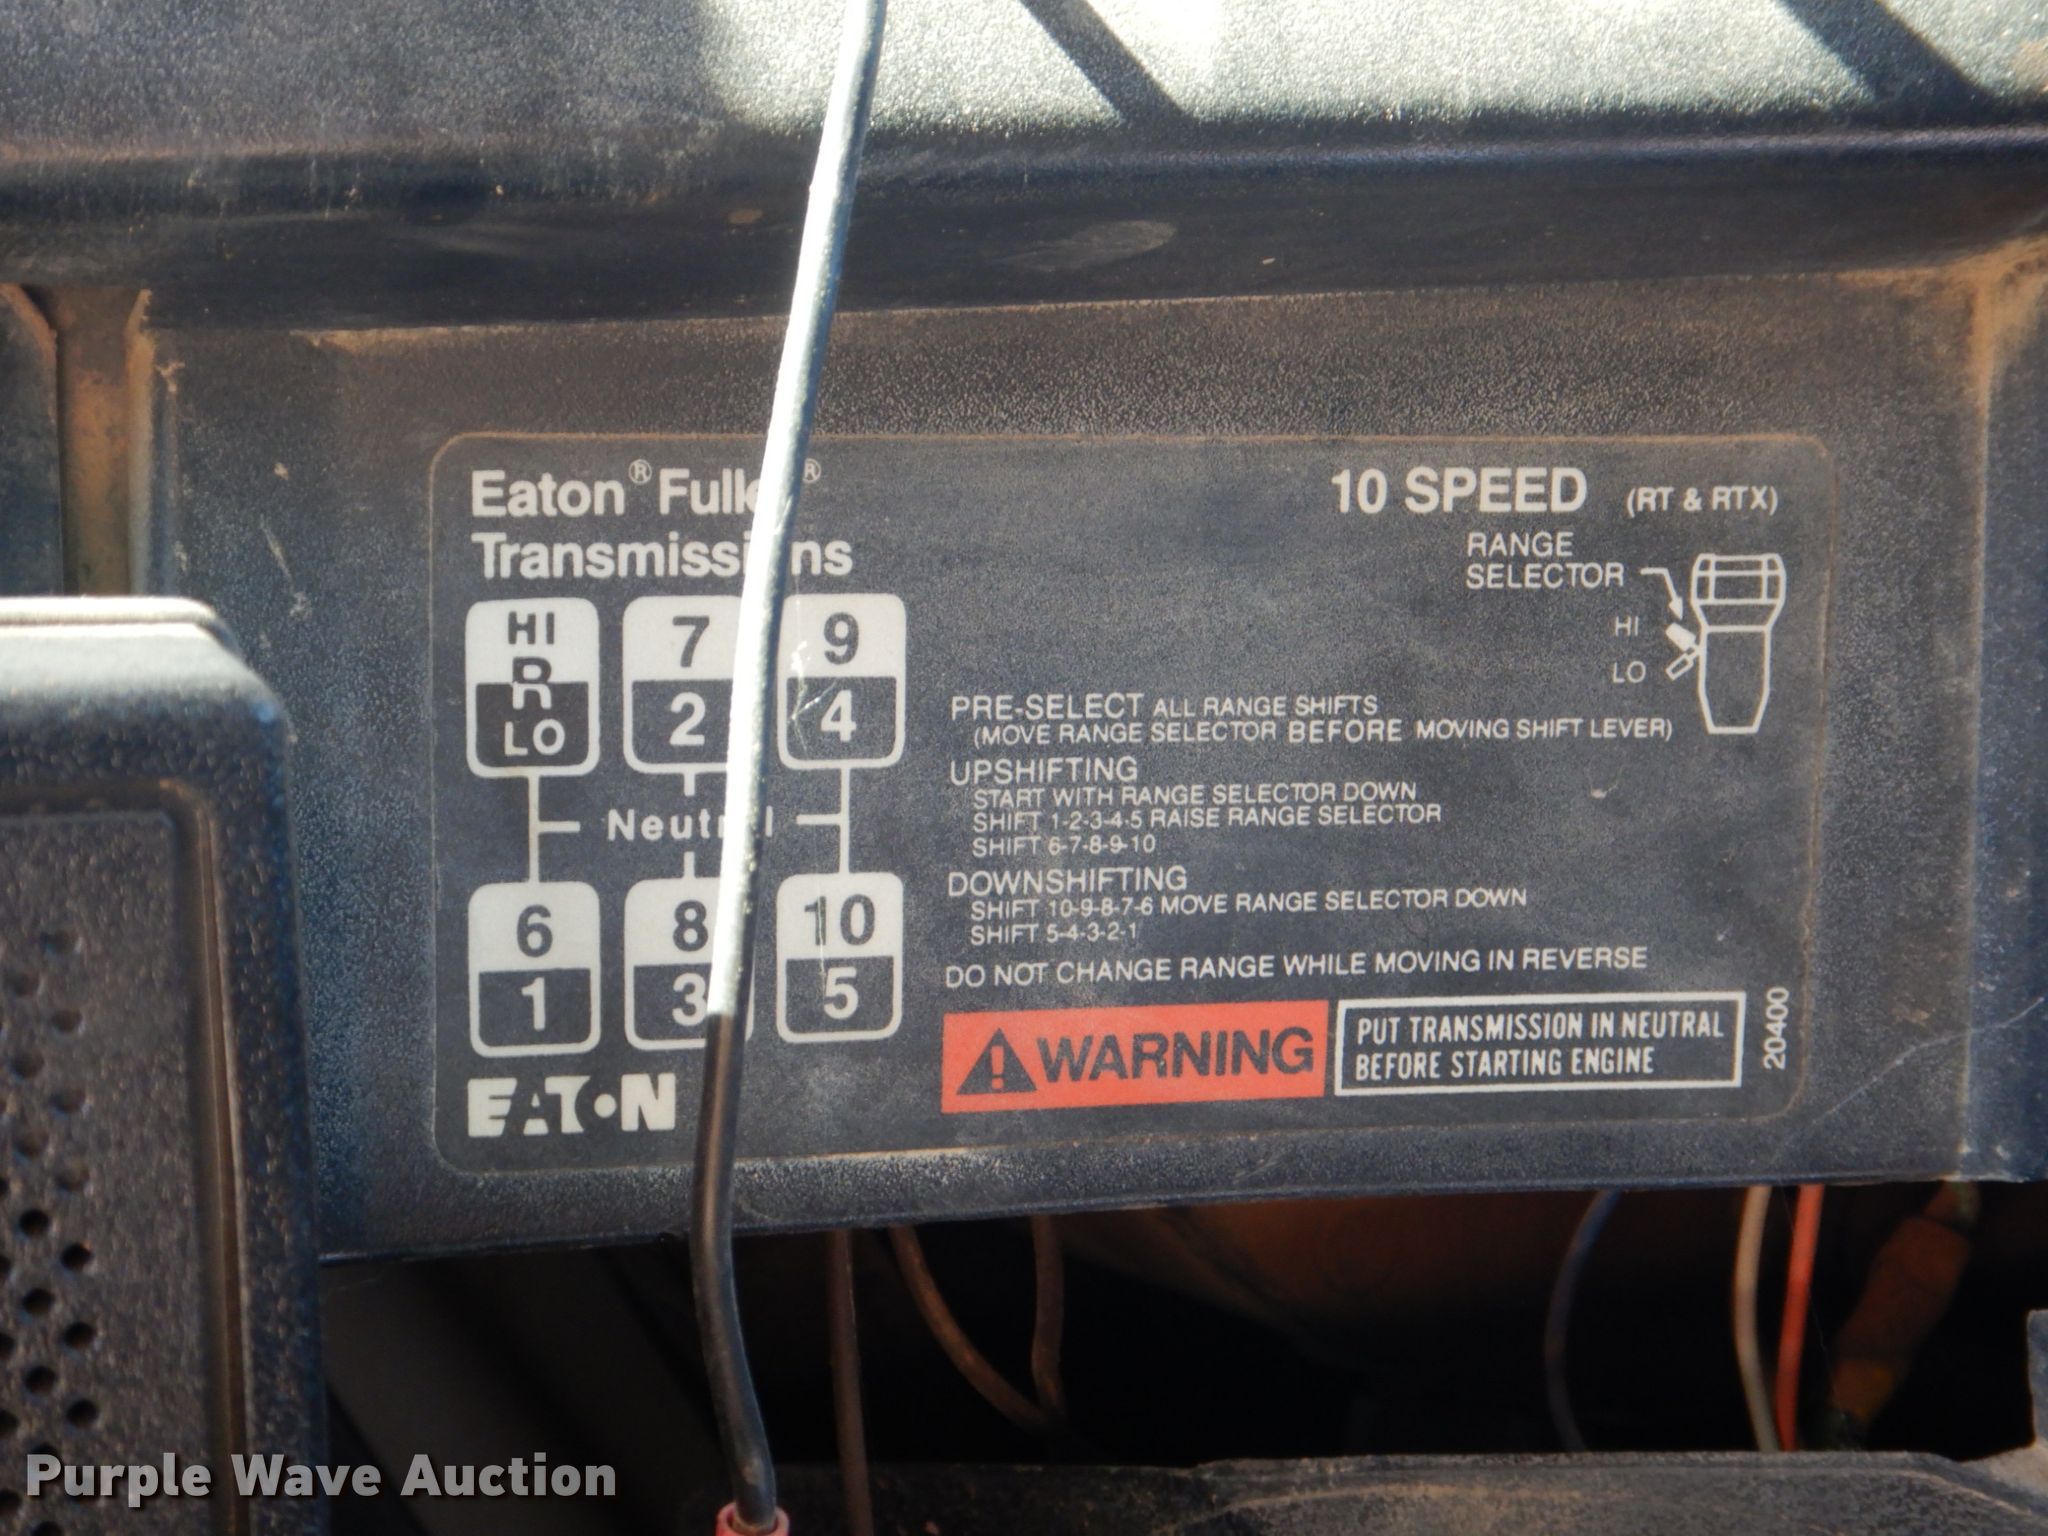 Eaton® Fuller®
Transmissions
10 SPEED (RT & RTX)
RANGE
SELECTOR
HI
LO
HI 7 9
R
LO 2 4
Neutral
6 8 10
1 3 5
EATON
PRE-SELECT ALL RANGE SHIFTS
(MOVE RANGE SELECTOR BEFORE MOVING SHIFT LEVER)
UPSHIFTING
START WITH RANGE SELECTOR DOWN
SHIFT 1-2-3-4-5 RAISE RANGE SELECTOR
SHIFT 6-7-8-9-10
DOWNSHIFTING
SHIFT 10-9-8-7-6 MOVE RANGE SELECTOR DOWN
SHIFT 5-4-3-2-1
DO NOT CHANGE RANGE WHILE MOVING IN REVERSE
WARNING
PUT TRANSMISSION IN NEUTRAL
BEFORE STARTING ENGINE
20400
Purple Wave Auction